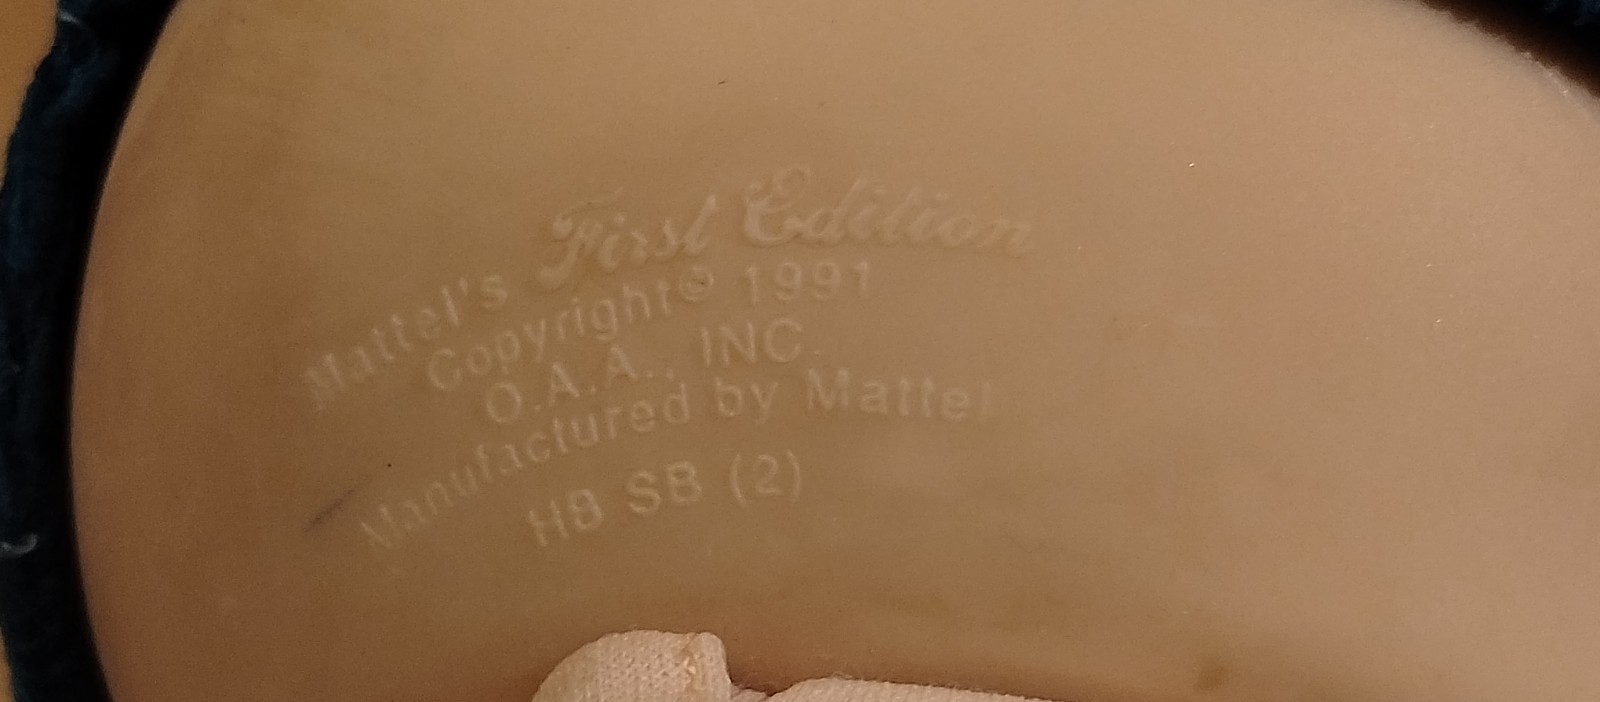 Mattel's First Edition
Copyright© 1991
O.A.A., INC.
Manufactured by Mattel
HB SB (2)